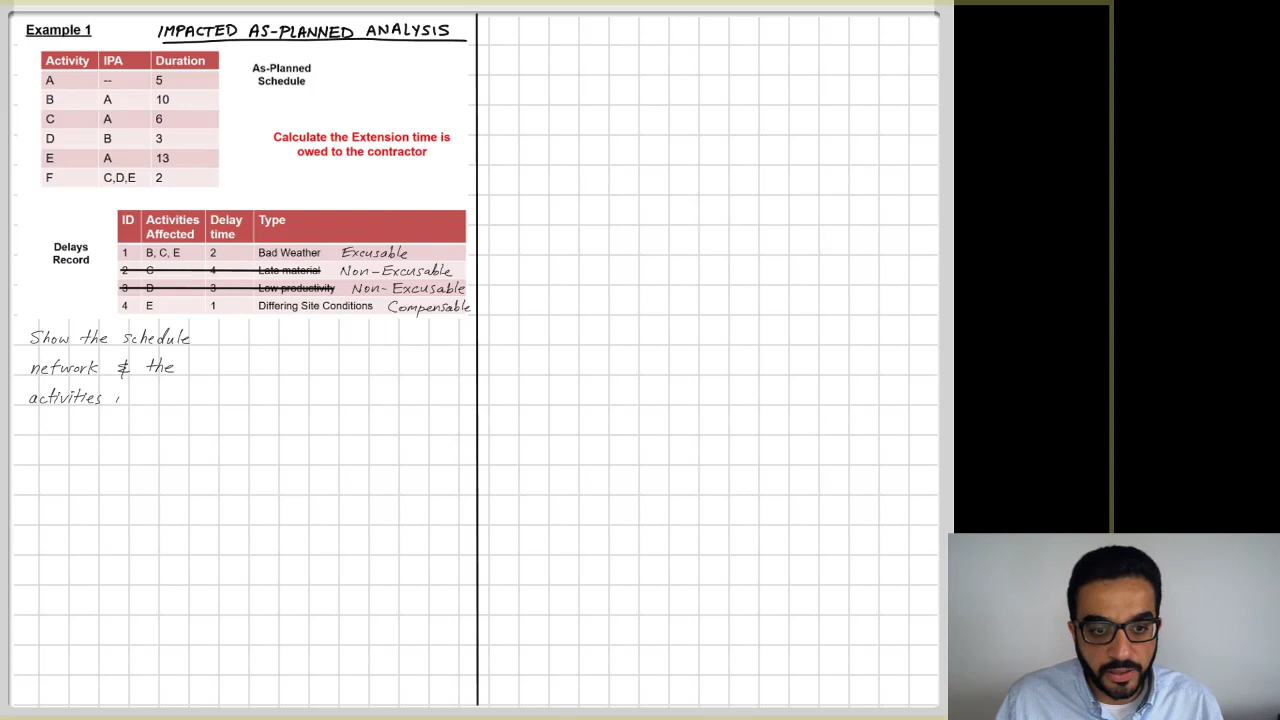 Example 1
IMPACTED AS-PLANNED ANALYSIS
Activity IPA Duration
A -- 5
B A 10
C A 6
D B 3
E A 13
F C,D,E 2
As-Planned
Schedule
Calculate the Extension time is
owed to the contractor
Delays
Record
ID Activities Affected Delay time Type
1 B, C, E 2 Bad Weather Excusable
2 C 4 Late material Non-Excusable
3 D 3 Low productivity Non-Excusable
4 E 1 Differing Site Conditions Compensable
Show the schedule
network & the
activities